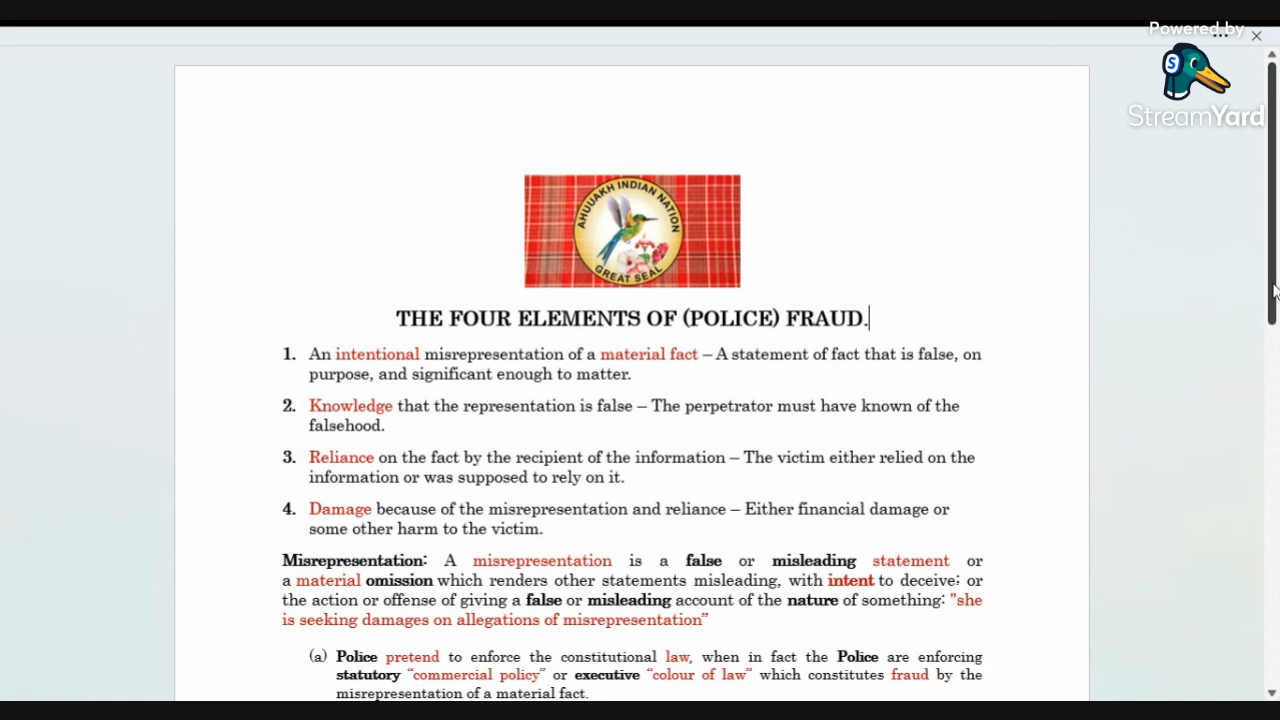 Powered by
StreamYard
AHUUAKH INDIAN NATION
GREAT SEAL
THE FOUR ELEMENTS OF (POLICE) FRAUD.
1. An intentional misrepresentation of a material fact – A statement of fact that is false, on
purpose, and significant enough to matter.
2. Knowledge that the representation is false – The perpetrator must have known of the
falsehood.
3. Reliance on the fact by the recipient of the information – The victim either relied on the
information or was supposed to rely on it.
4. Damage because of the misrepresentation and reliance – Either financial damage or
some other harm to the victim.
Misrepresentation: A misrepresentation is a false or misleading statement or
a material omission which renders other statements misleading, with intent to deceive; or
the action or offense of giving a false or misleading account of the nature of something: "she
is seeking damages on allegations of misrepresentation”
(a) Police pretend to enforce the constitutional law, when in fact the Police are enforcing
statutory “commercial policy” or executive “colour of law” which constitutes fraud by the
misrepresentation of a material fact.